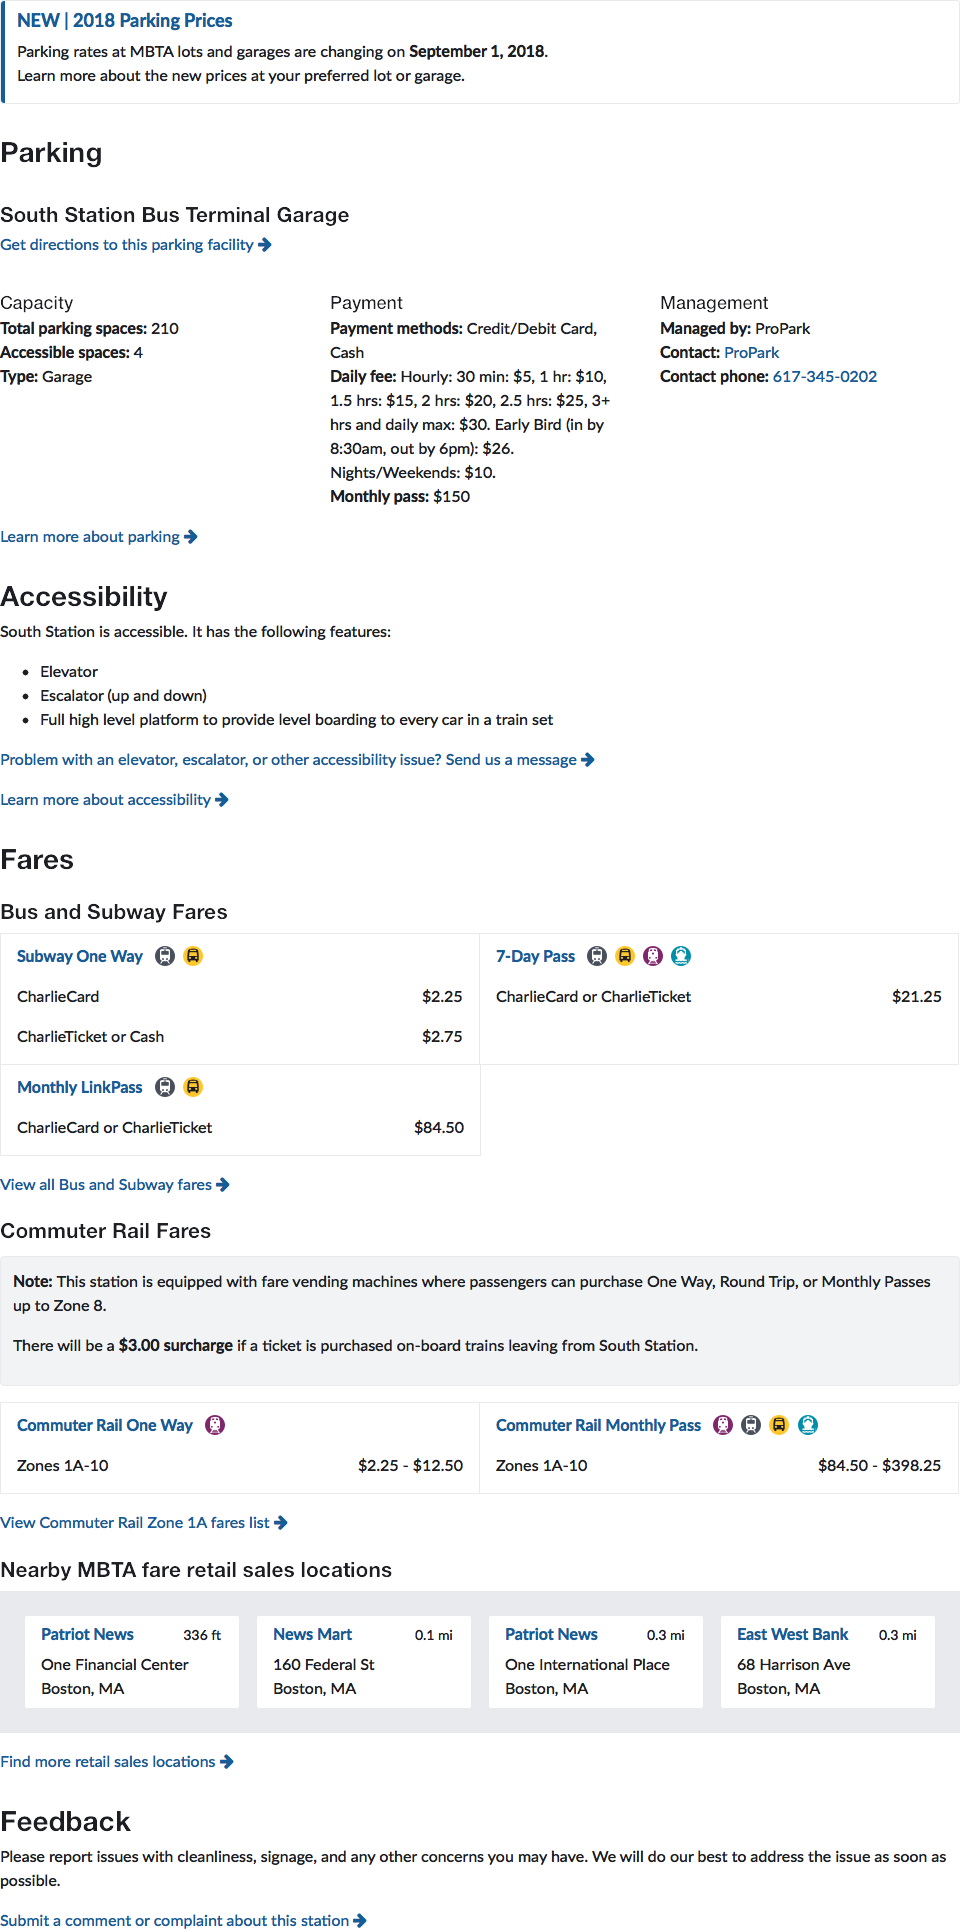 NEW | 2018 Parking Prices
Parking rates at MBTA lots and garages are changing on September 1, 2018.
Learn more about the new prices at your preferred lot or garage.
Parking
South Station Bus Terminal Garage
Get directions to this parking facility
Capacity
Total parking spaces: 210
Accessible spaces: 4
Type: Garage
Payment
Payment methods: Credit/Debit Card,
Cash
Daily fee: Hourly: 30 min: $5, 1 hr: $10,
1.5 hrs: $15, 2 hrs: $20, 2.5 hrs: $25, 3+
hrs and daily max: $30. Early Bird (in by
8:30am, out by 6pm): $26.
Nights/Weekends: $10.
Monthly pass: $150
Management
Managed by: ProPark
Contact: ProPark
Contact phone: 617-345-0202
Learn more about parking
Accessibility
South Station is accessible. It has the following features:
• Elevator
• Escalator (up and down)
• Full high level platform to provide level boarding to every car in a train set
Problem with an elevator, escalator, or other accessibility issue? Send us a message
Learn more about accessibility
Fares
Bus and Subway Fares
Subway One Way
CharlieCard $2.25
CharlieTicket or Cash $2.75
7-Day Pass
CharlieCard or CharlieTicket $21.25
Monthly LinkPass
CharlieCard or CharlieTicket $84.50
View all Bus and Subway fares
Commuter Rail Fares
Note: This station is equipped with fare vending machines where passengers can purchase One Way, Round Trip, or Monthly Passes
up to Zone 8.
There will be a $3.00 surcharge if a ticket is purchased on-board trains leaving from South Station.
Commuter Rail One Way
Zones 1A-10 $2.25 - $12.50
Commuter Rail Monthly Pass
Zones 1A-10 $84.50 - $398.25
View Commuter Rail Zone 1A fares list
Nearby MBTA fare retail sales locations
Patriot News 336 ft
One Financial Center
Boston, MA
News Mart 0.1 mi
160 Federal St
Boston, MA
Patriot News 0.3 mi
One International Place
Boston, MA
East West Bank 0.3 mi
68 Harrison Ave
Boston, MA
Find more retail sales locations
Feedback
Please report issues with cleanliness, signage, and any other concerns you may have. We will do our best to address the issue as soon as
possible.
Submit a comment or complaint about this station